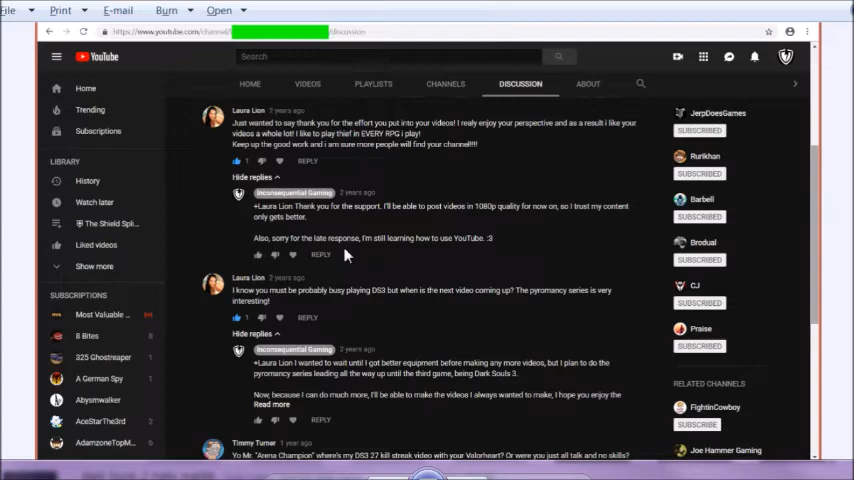 File Print E-mail Burn Open
https://www.youtube.com/channel/ /discussion
YouTube
Search
HOME VIDEOS PLAYLISTS CHANNELS DISCUSSION ABOUT
Home
Trending
Subscriptions
LIBRARY
History
Watch later
The Shield Spli...
Liked videos
Show more
SUBSCRIPTIONS
Most Valuable ...
8 Bites 8
325 Ghostreaper 4
A German Spy 1
Abysmwalker
AceStarThe3rd 2
AdamzoneTopM... 6
Laura Lion 2 years ago
Just wanted to say thank you for the effort you put into your videos! I realy enjoy your perspective and as a result i like your
videos a whole lot! I like to play thief in EVERY RPG i play!
Keep up the good work and i am sure more people will find your channel!!!!
1 REPLY
Hide replies
Inconsequential Gaming 2 years ago
+Laura Lion Thank you for the support. I'll be able to post videos in 1080p quality for now on, so I trust my content
only gets better.
Also, sorry for the late response, I'm still learning how to use YouTube. :3
REPLY
Laura Lion 2 years ago
I know you must be probably busy playing DS3 but when is the next video coming up? The pyromancy series is very
interesting!
1 REPLY
Hide replies
Inconsequential Gaming 2 years ago
+Laura Lion I wanted to wait until I got better equipment before making any more videos, but I plan to do the
pyromancy series leading all the way up until the third game, being Dark Souls 3.
Now, because I can do much more, I'll be able to make the videos I always wanted to make, I hope you enjoy the
Read more
REPLY
Timmy Turner 1 year ago
Yo Mr. "Arena Champion" where's my DS3 27 kill streak video with your Valorheart? Or were you just all talk and no skills?
JerpDoesGames
SUBSCRIBED
Rurikhan
SUBSCRIBED
Barbell
SUBSCRIBED
Brodual
SUBSCRIBED
CJ
SUBSCRIBED
Praise
SUBSCRIBED
RELATED CHANNELS
FightinCowboy
SUBSCRIBE
Joe Hammer Gaming